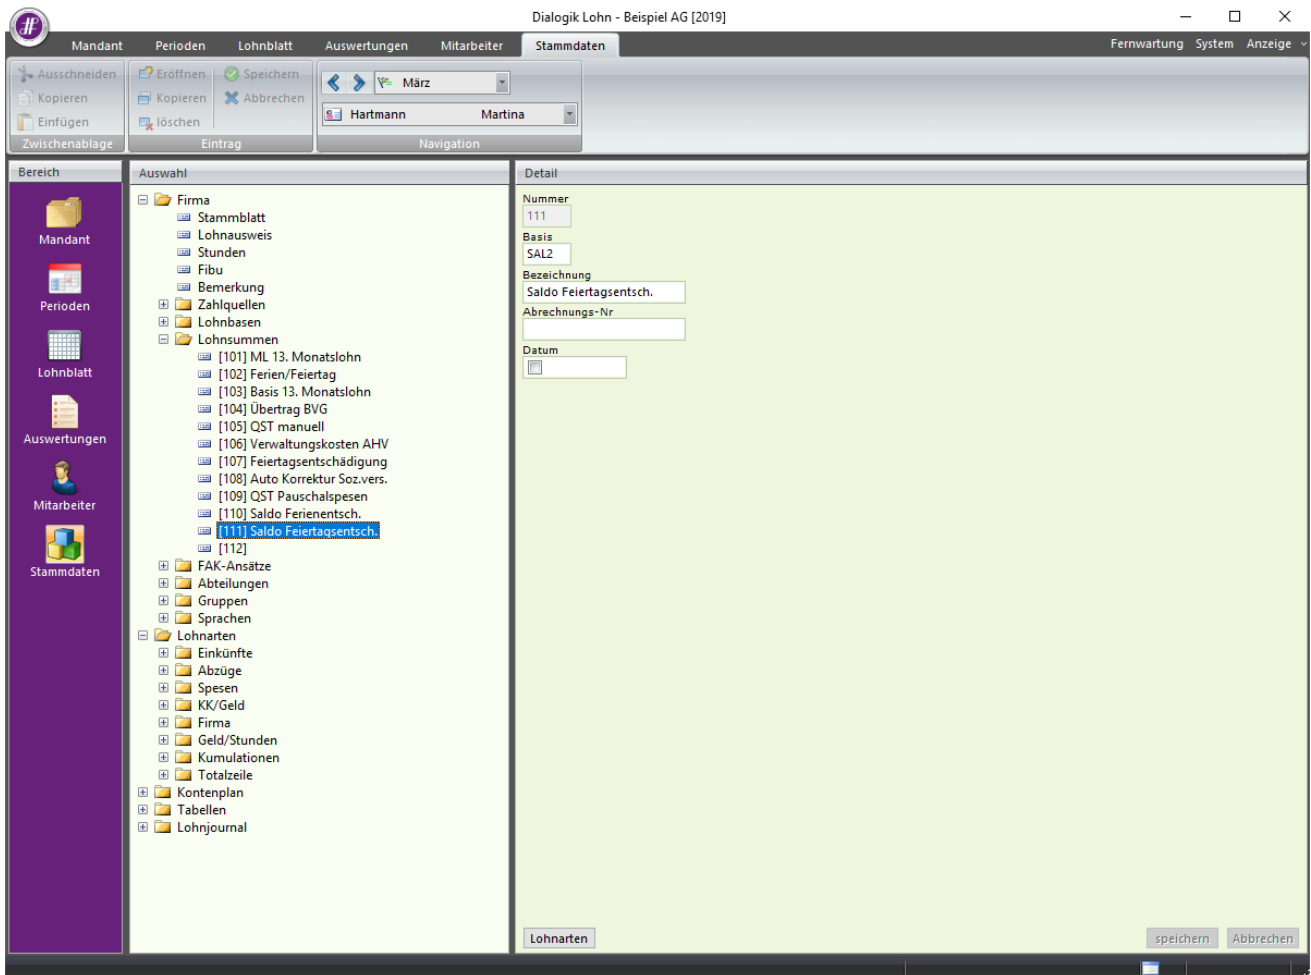 Dialogik Lohn - Beispiel AG [2019]
Mandant Perioden Lohnblatt Auswertungen Mitarbeiter Stammdaten Fernwartung System Anzeige
Ausschneiden Eröffnen Speichern
Kopieren Kopieren Abbrechen
Einfügen löschen
März
Hartmann Martina
Zwischenablage Eintrag Navigation
Bereich
Mandant
Perioden
Lohnblatt
Auswertungen
Mitarbeiter
Stammdaten
Auswahl
Firma
Stammblatt
Lohnausweis
Stunden
Fibu
Bemerkung
Zahlquellen
Lohnbasen
Lohnsummen
[101] ML 13. Monatslohn
[102] Ferien/Feiertag
[103] Basis 13. Monatslohn
[104] Übertrag BVG
[105] QST manuell
[106] Verwaltungskosten AHV
[107] Feiertagsentschädigung
[108] Auto Korrektur Soz.vers.
[109] QST Pauschalspesen
[110] Saldo Ferienentsch.
[111] Saldo Feiertagsentsch.
[112]
FAK-Ansätze
Abteilungen
Gruppen
Sprachen
Lohnarten
Einkünfte
Abzüge
Spesen
KK/Geld
Firma
Geld/Stunden
Kumulationen
Totalzeile
Kontenplan
Tabellen
Lohnjournal
Detail
Nummer
111
Basis
SAL2
Bezeichnung
Saldo Feiertagsentsch.
Abrechnungs-Nr
Datum
Lohnarten speichern Abbrechen